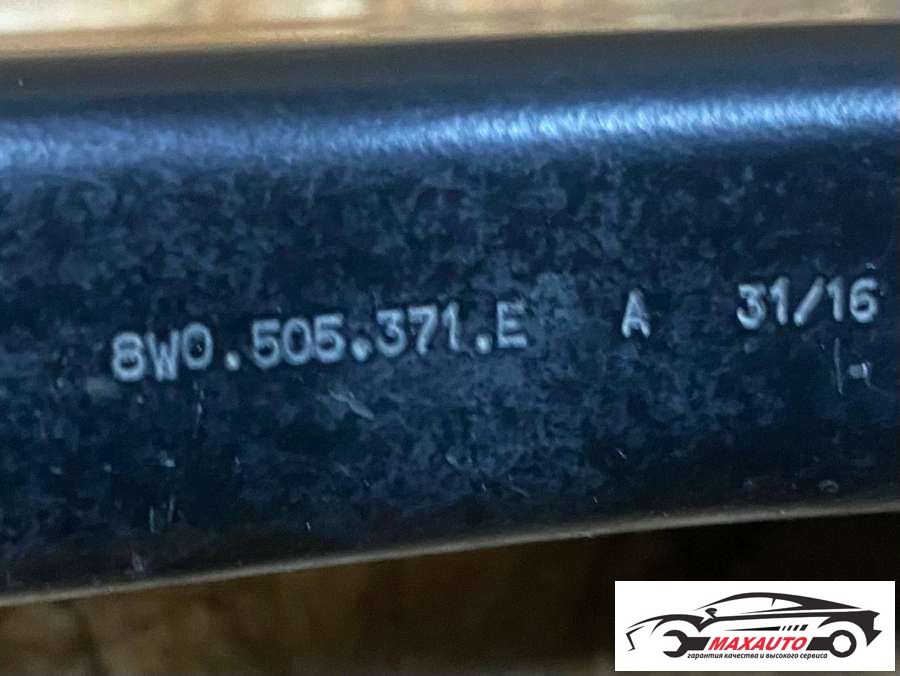 8W0.505.371.E A 31/16
MAXAUTO
гарантия качества и высокого сервиса